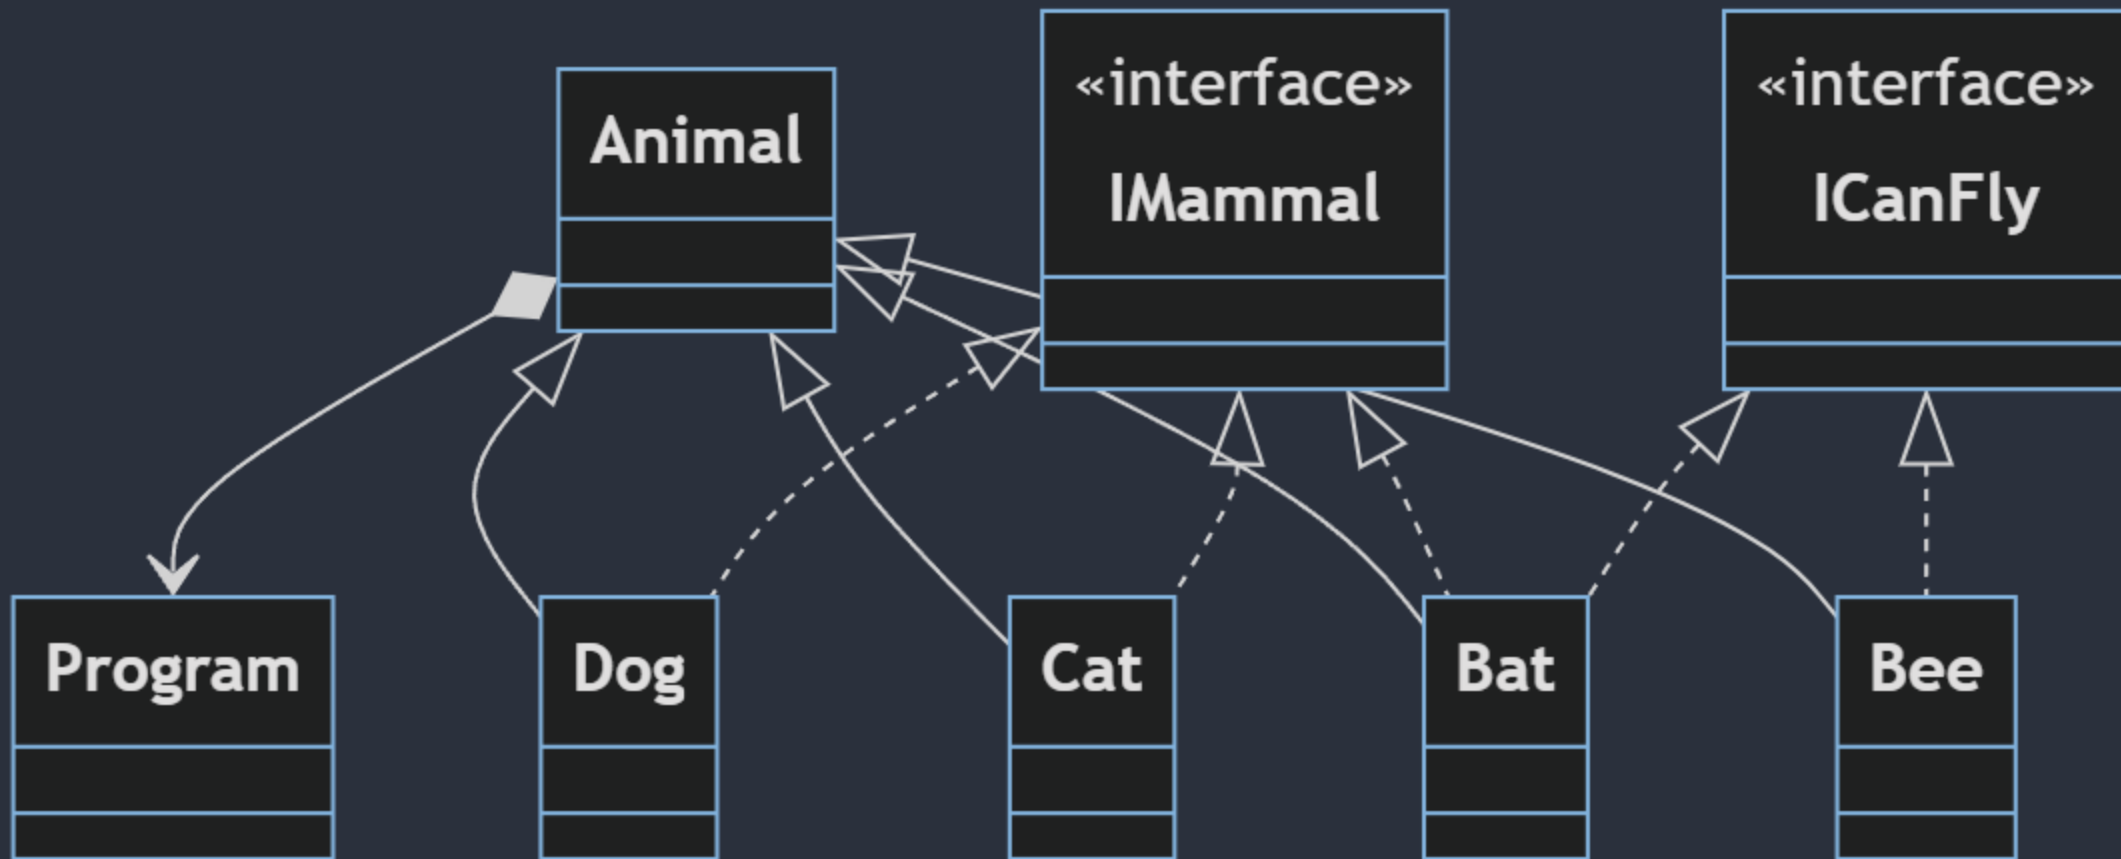 Animal
«interface»
IMammal
«interface»
ICanFly
Program
Dog
Cat
Bat
Bee